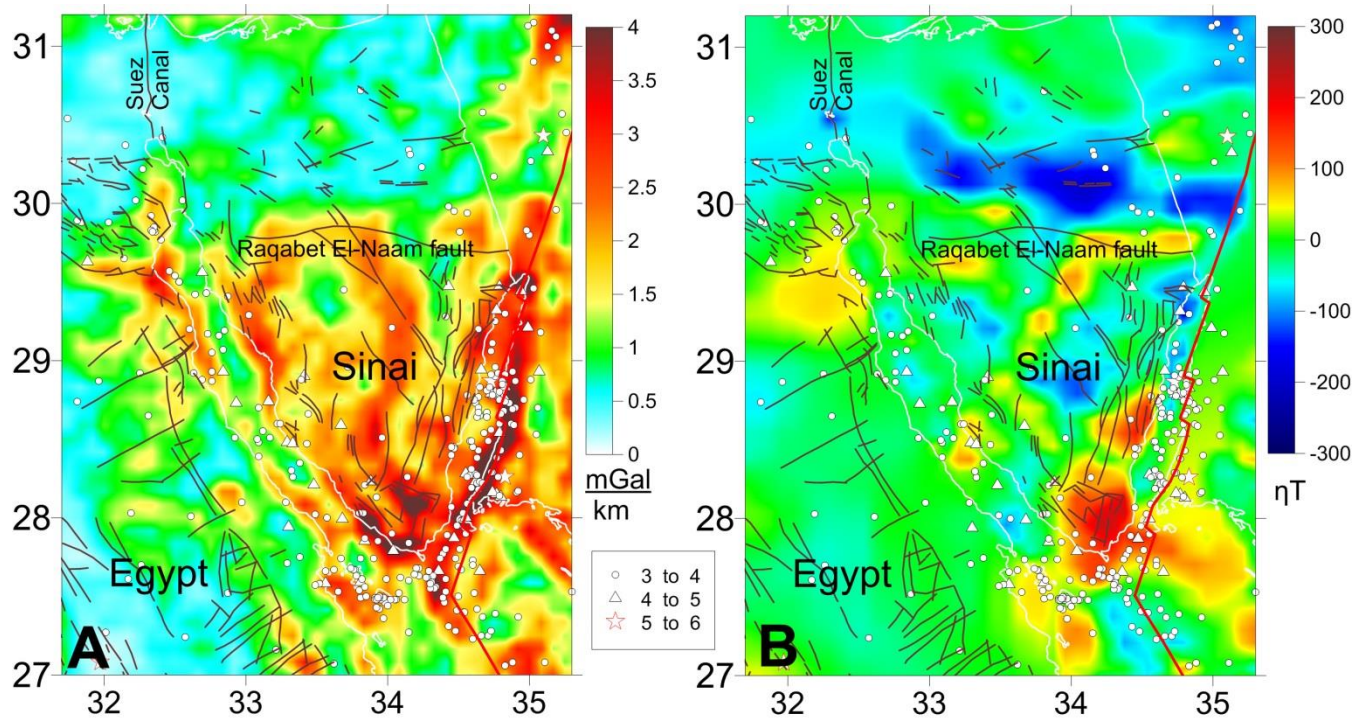 31
30
29
28
27
32
33
34
35
Suez
Canal
Raqabet El-Naam fault
Sinai
Egypt
A
4
3.5
3
2.5
2
1.5
1
0.5
0
mGal
km
3 to 4
4 to 5
5 to 6
31
30
29
28
27
32
33
34
35
Suez
Canal
Raqabet El-Naam fault
Sinai
Egypt
B
300
200
100
0
-100
-200
-300
ηT